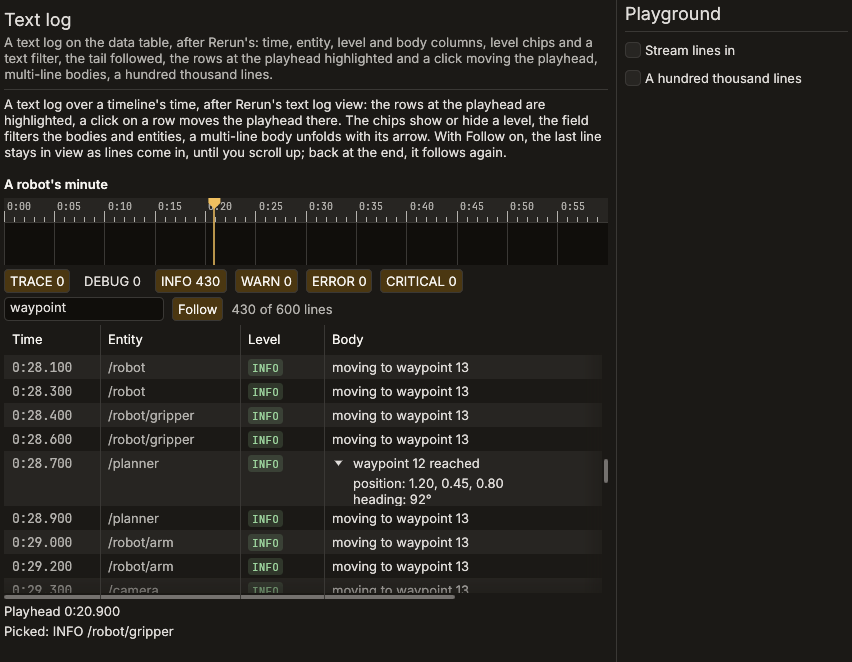 Text log
A text log on the data table, after Rerun's: time, entity, level and body columns, level chips and a
text filter, the tail followed, the rows at the playhead highlighted and a click moving the playhead,
multi-line bodies, a hundred thousand lines.
A text log over a timeline's time, after Rerun's text log view: the rows at the playhead are
highlighted, a click on a row moves the playhead there. The chips show or hide a level, the field
filters the bodies and entities, a multi-line body unfolds with its arrow. With Follow on, the last line
stays in view as lines come in, until you scroll up; back at the end, it follows again.
A robot's minute
0:00 0:05 0:10 0:15 0:20 0:25 0:30 0:35 0:40 0:45 0:50 0:55
TRACE 0 DEBUG 0 INFO 430 WARN 0 ERROR 0 CRITICAL 0
waypoint Follow 430 of 600 lines
Time Entity Level Body
0:28.100 /robot INFO moving to waypoint 13
0:28.300 /robot INFO moving to waypoint 13
0:28.400 /robot/gripper INFO moving to waypoint 13
0:28.600 /robot/gripper INFO moving to waypoint 13
0:28.700 /planner INFO waypoint 12 reached
position: 1.20, 0.45, 0.80
heading: 92°
0:28.900 /planner INFO moving to waypoint 13
0:29.000 /robot/arm INFO moving to waypoint 13
0:29.200 /robot/arm INFO moving to waypoint 13
0:29.300 /camera INFO moving to waypoint 13
Playhead 0:20.900
Picked: INFO /robot/gripper
Playground
Stream lines in
A hundred thousand lines